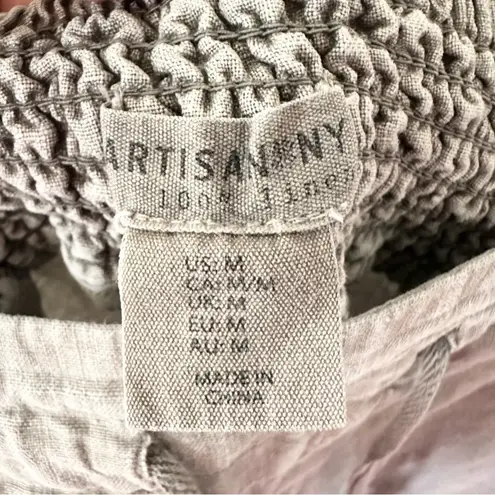 ARTISAN NY
100% linen
US: M
CA: M/M
UK: M
EU: M
AU: M
MADE IN
CHINA